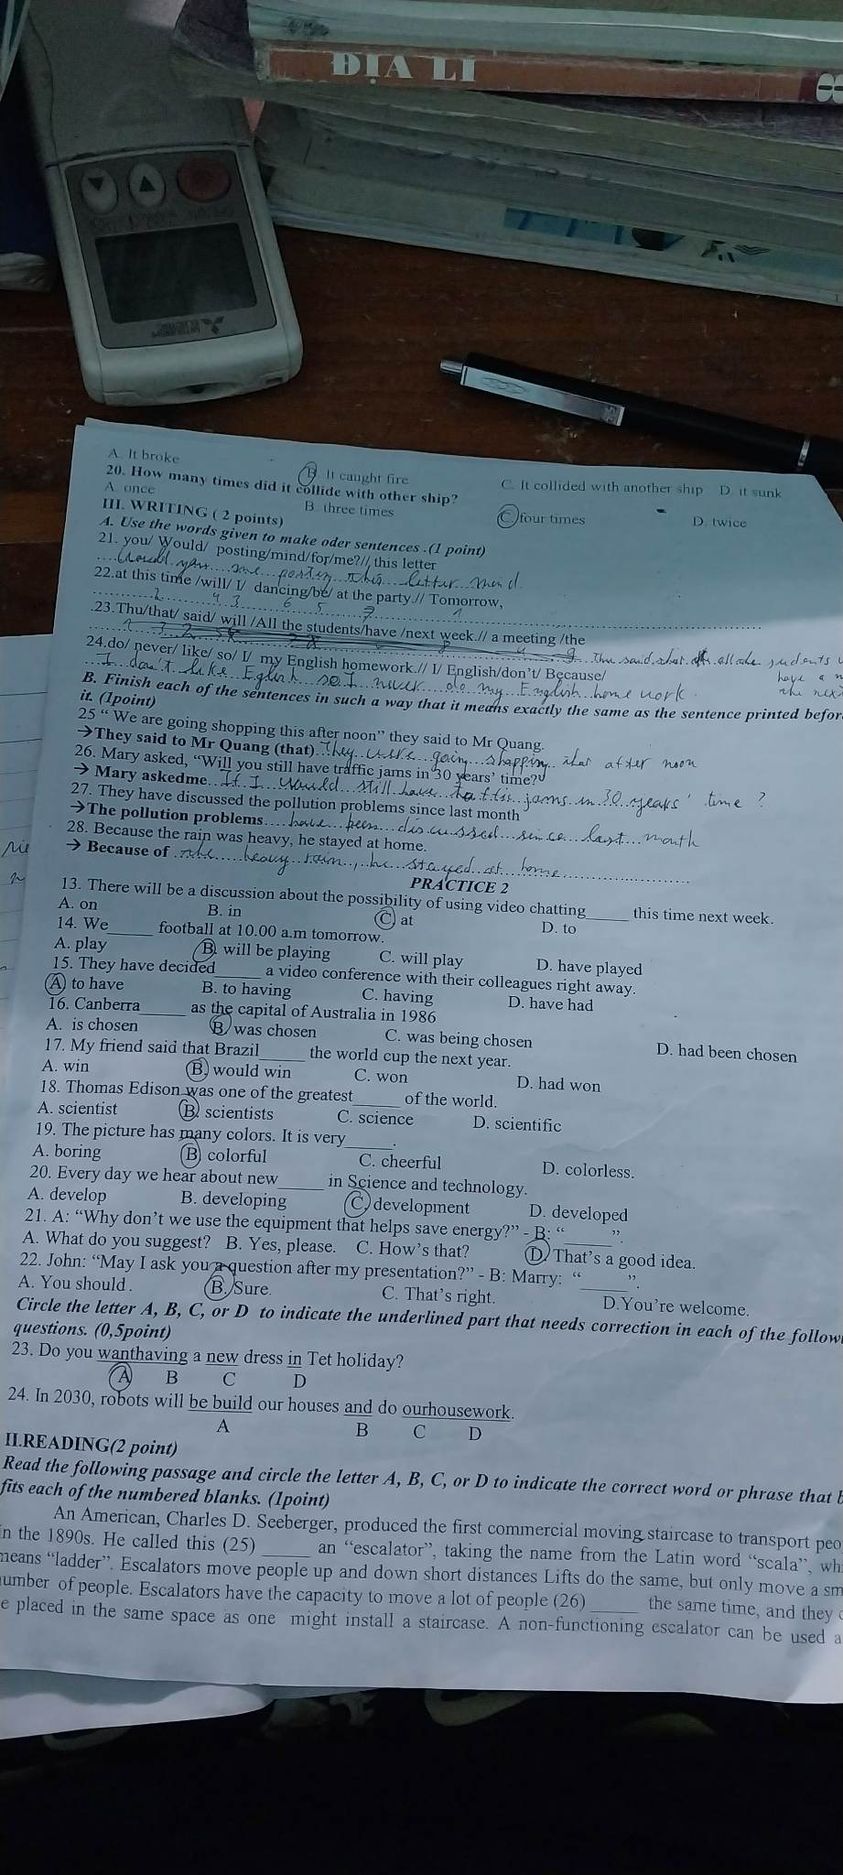 ĐỊA LI
8
A. It broke B. It caught fire C. It collided with another ship D. it sunk
20. How many times did it collide with other ship?
A. once B. three times C. four times D. twice
III. WRITING ( 2 points)
A. Use the words given to make oder sentences .(1 point)
21. you/ Would/ posting/mind/for/me?// this letter
Would you me posting this letter mend
22.at this time /will/ I/ dancing/be/ at the party.// Tomorrow,
2 4 3 6 5 7 1
23.Thu/that/ said/ will /All the students/have /next week.// a meeting /the
Thu said that all the students
have a
the next
24.do/ never/ like/ so/ I/ my English homework.// I/ English/don't/ Because/
I don't like English so I never do my English home work.
B. Finish each of the sentences in such a way that it means exactly the same as the sentence printed befor
it. (1point)
25 “ We are going shopping this after noon” they said to Mr Quang.
→They said to Mr Quang (that) They were going shopping that after noon
26. Mary asked, “Will you still have traffic jams in 30 years’ time?”
→ Mary askedme If I would still have traffic jams in 30 years' time ?
27. They have discussed the pollution problems since last month
→The pollution problems have been discussed since last month
28. Because the rain was heavy, he stayed at home.
→ Because of the heavy rain, he stayed at home
PRACTICE 2
13. There will be a discussion about the possibility of using video chatting_____ this time next week.
A. on B. in C. at D. to
14. We_____ football at 10.00 a.m tomorrow.
A. play B. will be playing C. will play D. have played
15. They have decided_____ a video conference with their colleagues right away.
A. to have B. to having C. having D. have had
16. Canberra_____ as the capital of Australia in 1986
A. is chosen B. was chosen C. was being chosen D. had been chosen
17. My friend said that Brazil_____ the world cup the next year.
A. win B. would win C. won D. had won
18. Thomas Edison was one of the greatest_____ of the world.
A. scientist B. scientists C. science D. scientific
19. The picture has many colors. It is very_____.
A. boring B. colorful C. cheerful D. colorless.
20. Every day we hear about new_____ in Science and technology.
A. develop B. developing C. development D. developed
21. A: “Why don’t we use the equipment that helps save energy?” - B: “_____”.
A. What do you suggest? B. Yes, please. C. How’s that? D. That’s a good idea.
22. John: “May I ask you a question after my presentation?” - B: Marry: “_____”.
A. You should. B. Sure. C. That’s right. D.You’re welcome.
Circle the letter A, B, C, or D to indicate the underlined part that needs correction in each of the follow
questions. (0,5point)
23. Do you wanthaving a new dress in Tet holiday?
A B C D
24. In 2030, robots will be build our houses and do ourhousework.
A B C D
II.READING(2 point)
Read the following passage and circle the letter A, B, C, or D to indicate the correct word or phrase that b
fits each of the numbered blanks. (1point)
An American, Charles D. Seeberger, produced the first commercial moving staircase to transport peo
in the 1890s. He called this (25) _____ an “escalator”, taking the name from the Latin word “scala”, wh
means “ladder”. Escalators move people up and down short distances Lifts do the same, but only move a sm
number of people. Escalators have the capacity to move a lot of people (26) _____ the same time, and they c
e placed in the same space as one might install a staircase. A non-functioning escalator can be used a